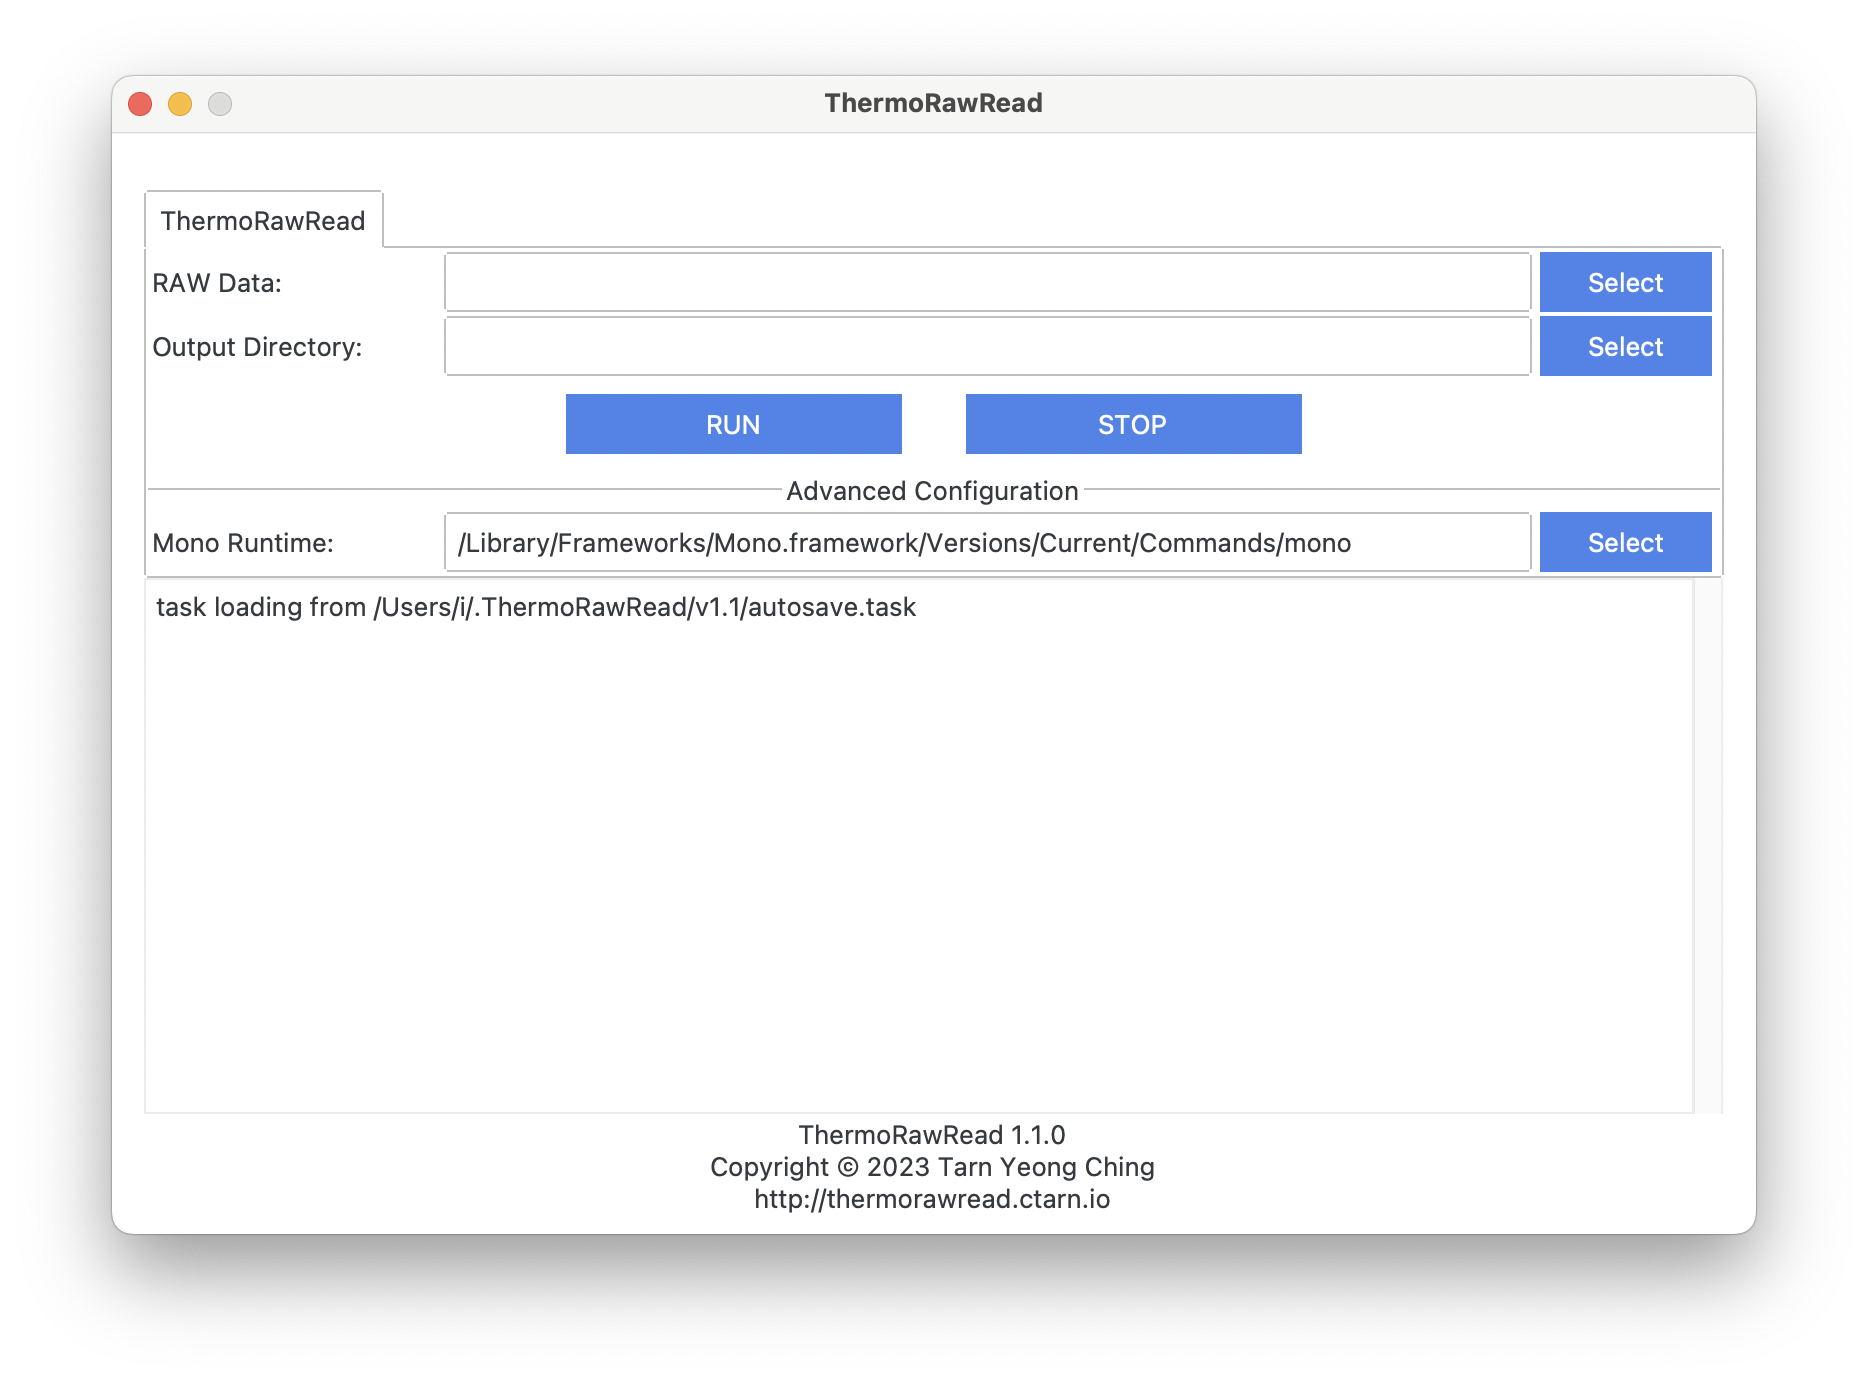 ThermoRawRead
ThermoRawRead
RAW Data:
Select
Output Directory:
Select
RUN
STOP
Advanced Configuration
Mono Runtime:
/Library/Frameworks/Mono.framework/Versions/Current/Commands/mono
Select
task loading from /Users/i/.ThermoRawRead/v1.1/autosave.task
ThermoRawRead 1.1.0
Copyright © 2023 Tarn Yeong Ching
http://thermorawread.ctarn.io